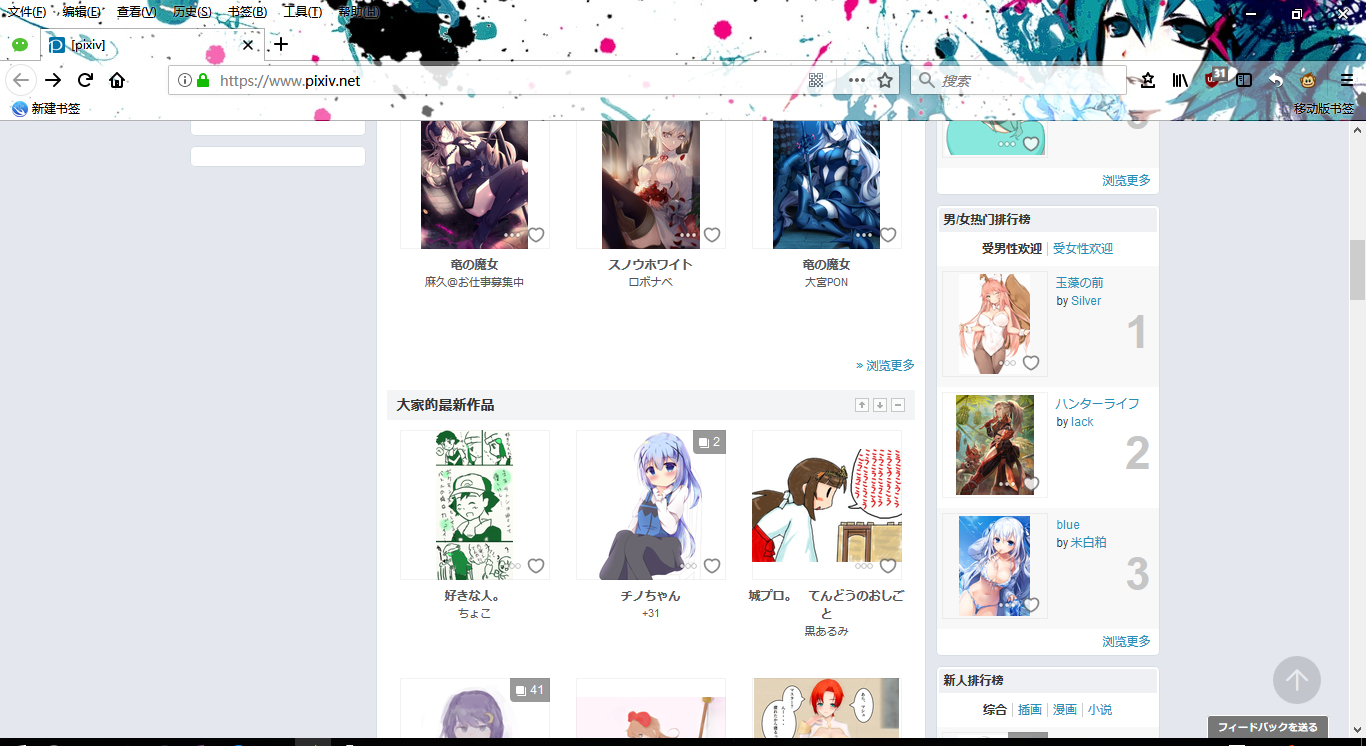 文件(F) 编辑(E) 查看(V) 历史(S) 书签(B) 工具(T) 帮助(H)
[pixiv]
https://www.pixiv.net
搜索
31
新建书签
移动版书签
竜の魔女
麻久@お仕事募集中
スノウホワイト
ロボナベ
竜の魔女
大宮PON
» 浏览更多
大家的最新作品
2
好きな人。
ちょこ
チノちゃん
+31
城プロ。 てんどうのおしご
と
黒あるみ
41
3
浏览更多
男/女热门排行榜
受男性欢迎 受女性欢迎
玉藻の前
by Silver
1
ハンターライフ
by lack
2
blue
by 米白粕
3
浏览更多
新人排行榜
综合 插画 漫画 小说
フィードバックを送る